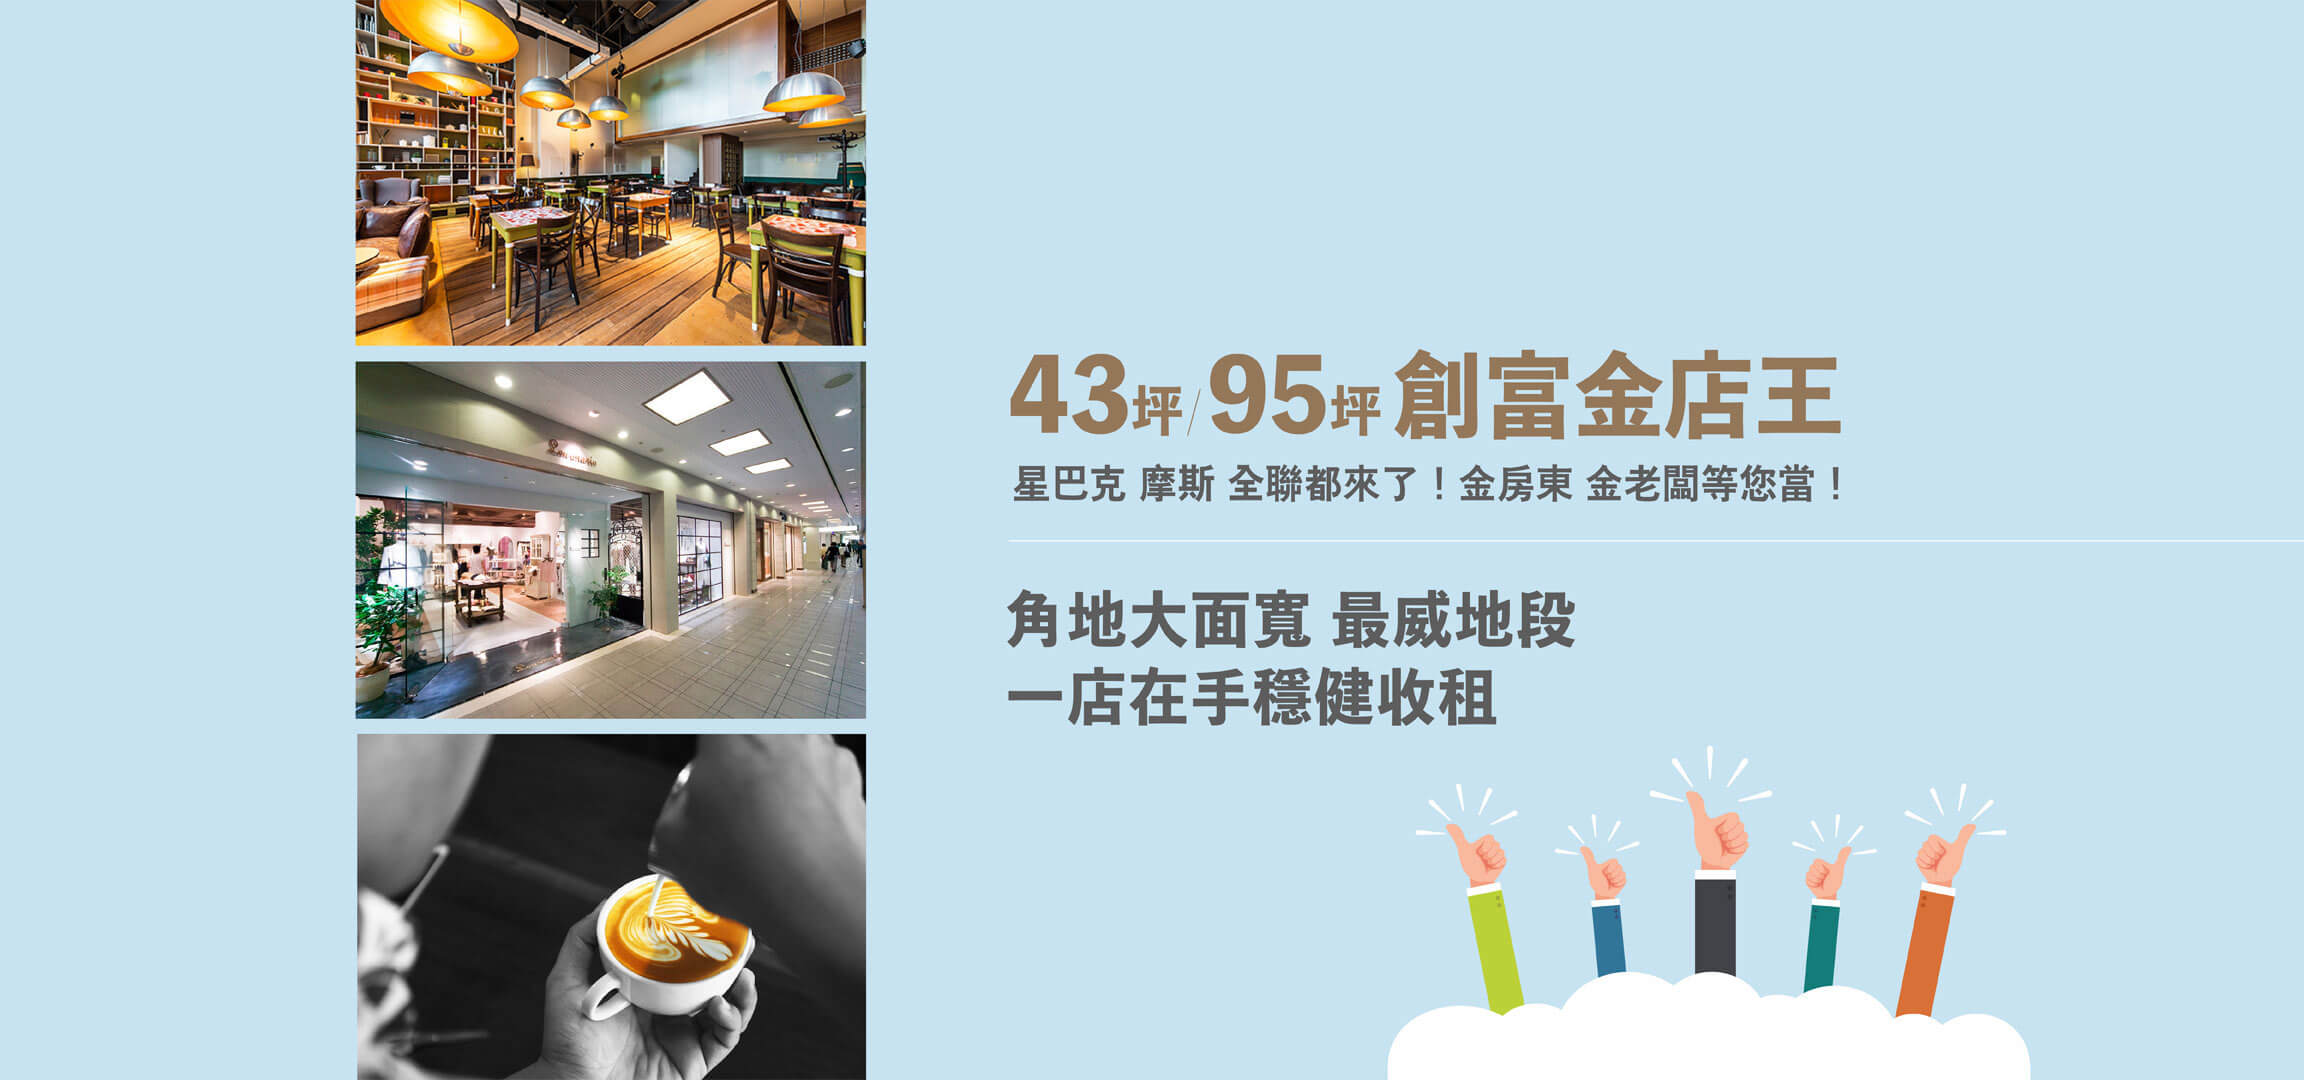 43坪/95坪 創富金店王
星巴克 摩斯 全聯都來了！金房東 金老闆等您當！
角地大面寬 最威地段
一店在手穩健收租